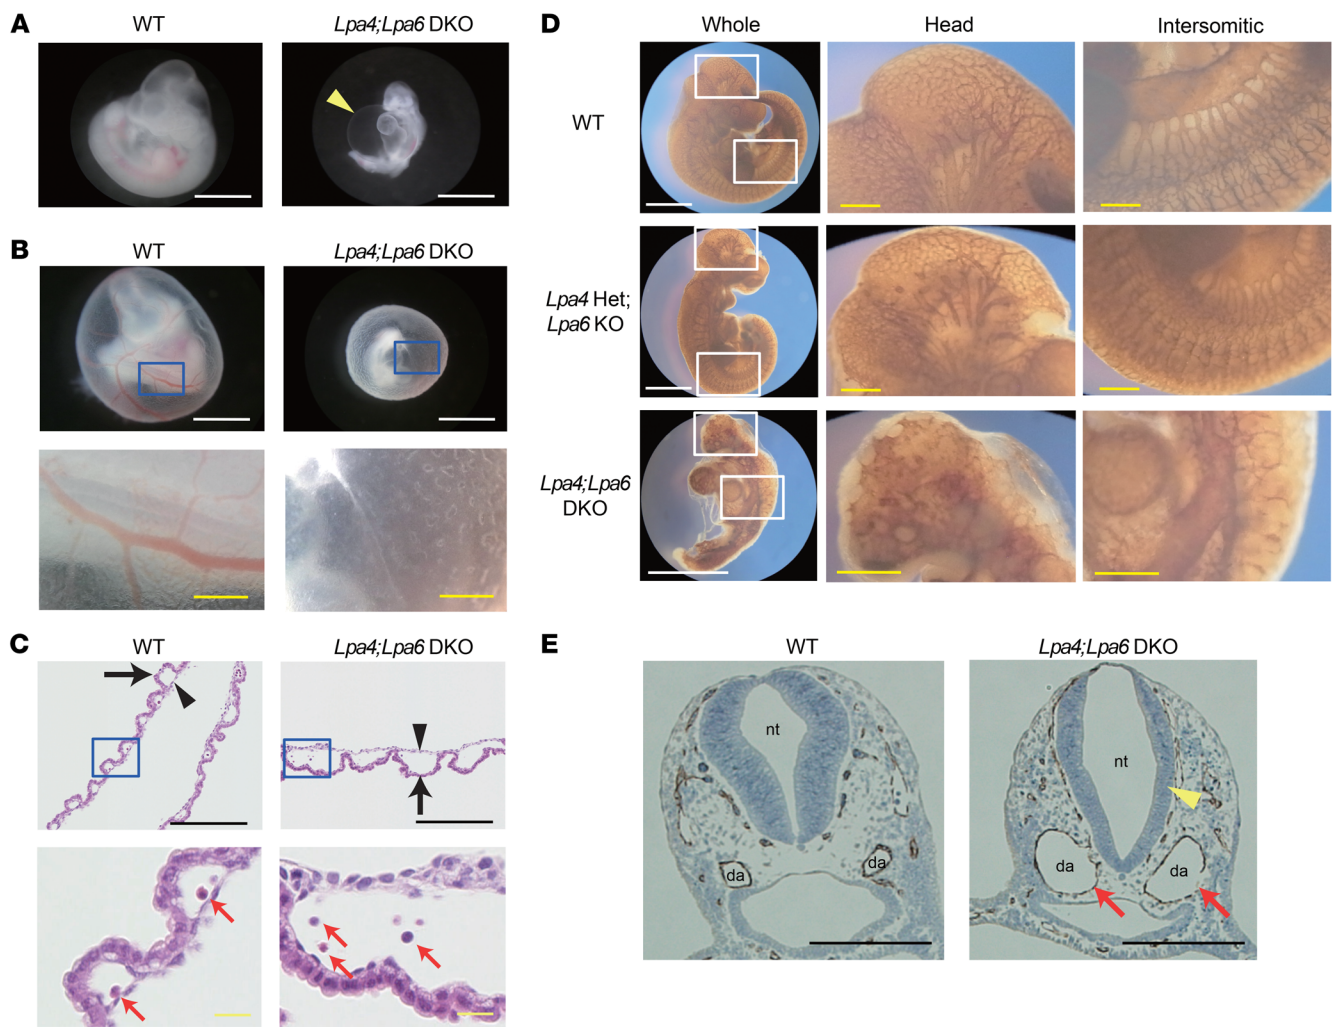 A
WT
Lpa4;Lpa6 DKO
B
WT
Lpa4;Lpa6 DKO
C
WT
Lpa4;Lpa6 DKO
D
Whole
Head
Intersomitic
WT
Lpa4 Het;
Lpa6 KO
Lpa4;Lpa6
DKO
E
WT
Lpa4;Lpa6 DKO
nt
da
da
nt
da
da